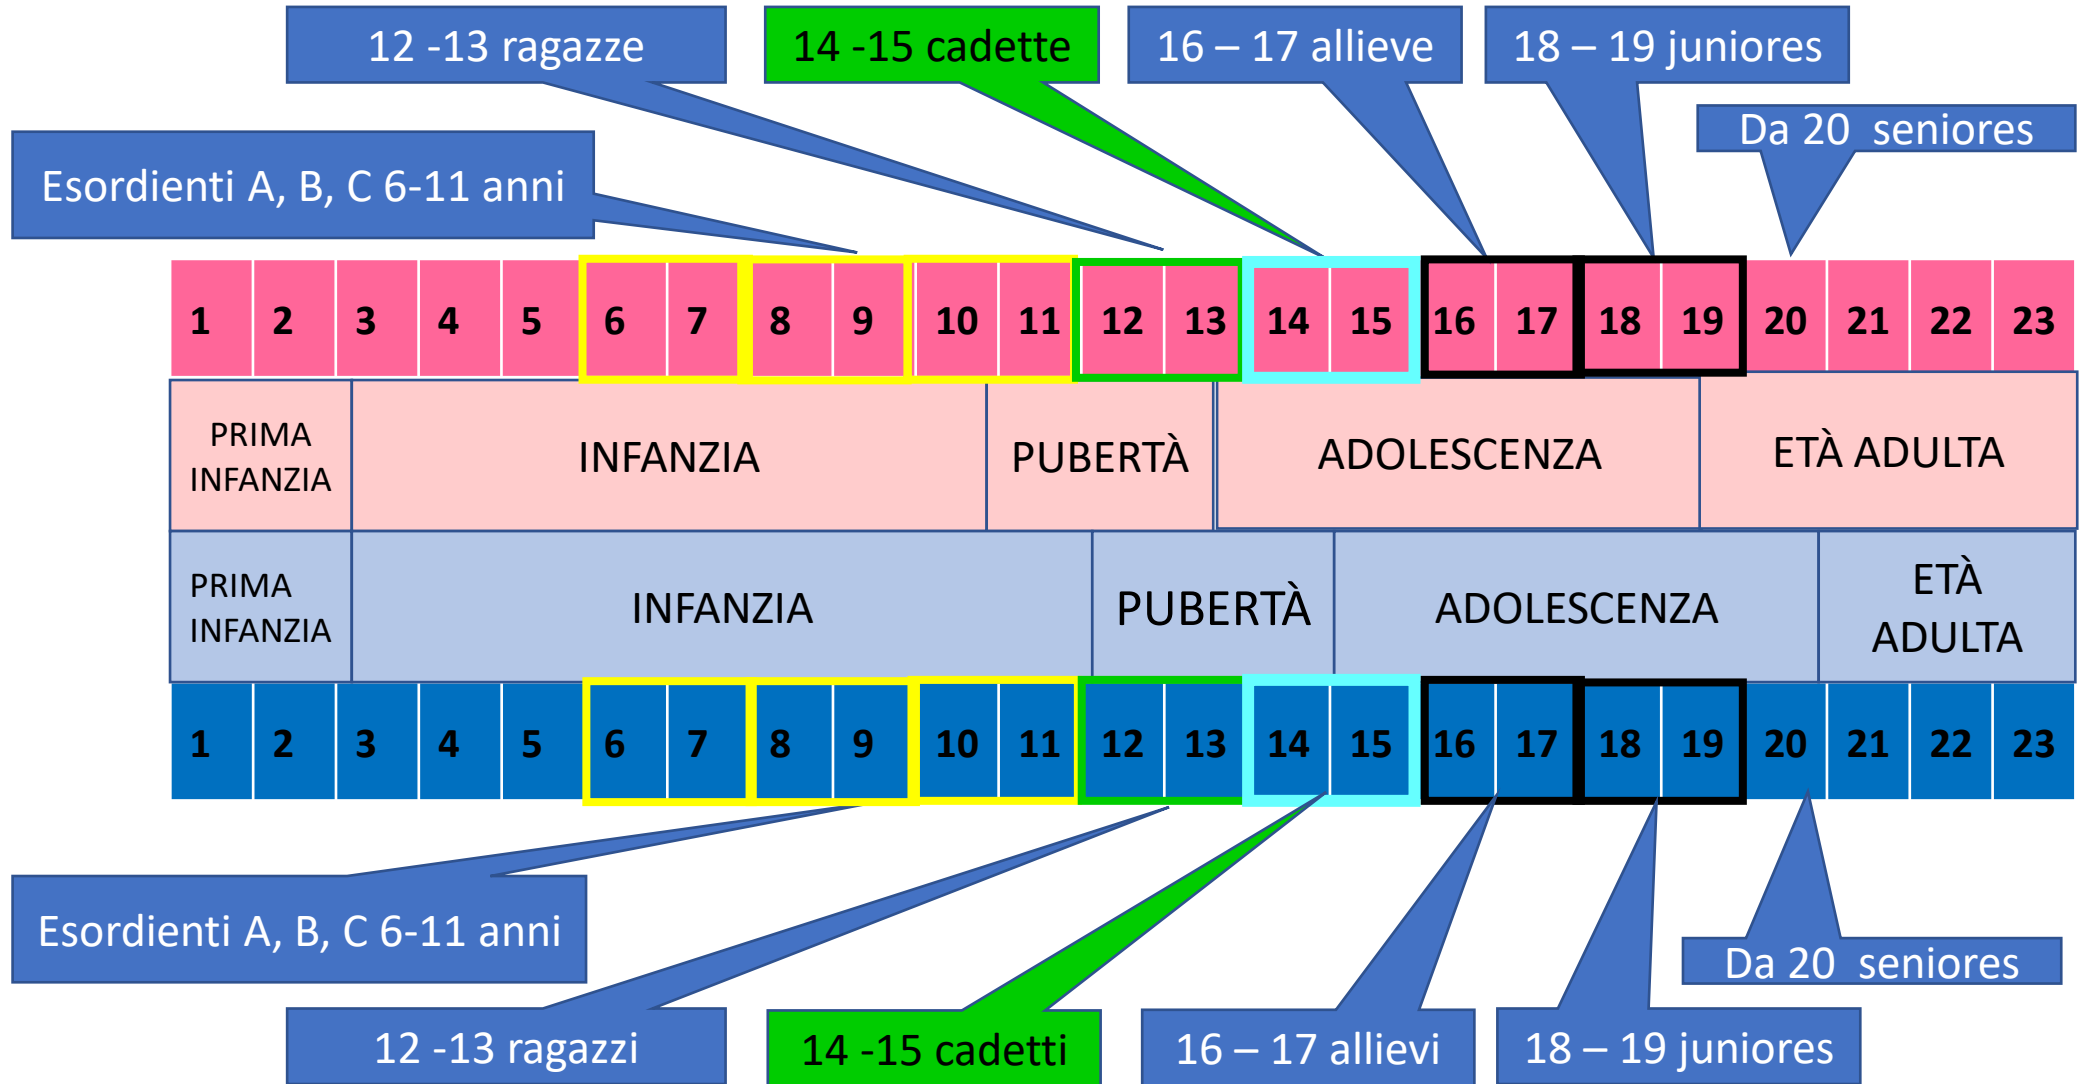 12 -13 ragazze
14 -15 cadette
16 – 17 allieve
18 – 19 juniores
Da 20 seniores
Esordienti A, B, C 6-11 anni
1 2 3 4 5 6 7 8 9 10 11 12 13 14 15 16 17 18 19 20 21 22 23
PRIMA
INFANZIA
INFANZIA
PUBERTÀ
ADOLESCENZA
ETÀ ADULTA
PRIMA
INFANZIA
INFANZIA
PUBERTÀ
ADOLESCENZA
ETÀ
ADULTA
1 2 3 4 5 6 7 8 9 10 11 12 13 14 15 16 17 18 19 20 21 22 23
Esordienti A, B, C 6-11 anni
Da 20 seniores
12 -13 ragazzi
14 -15 cadetti
16 – 17 allievi
18 – 19 juniores